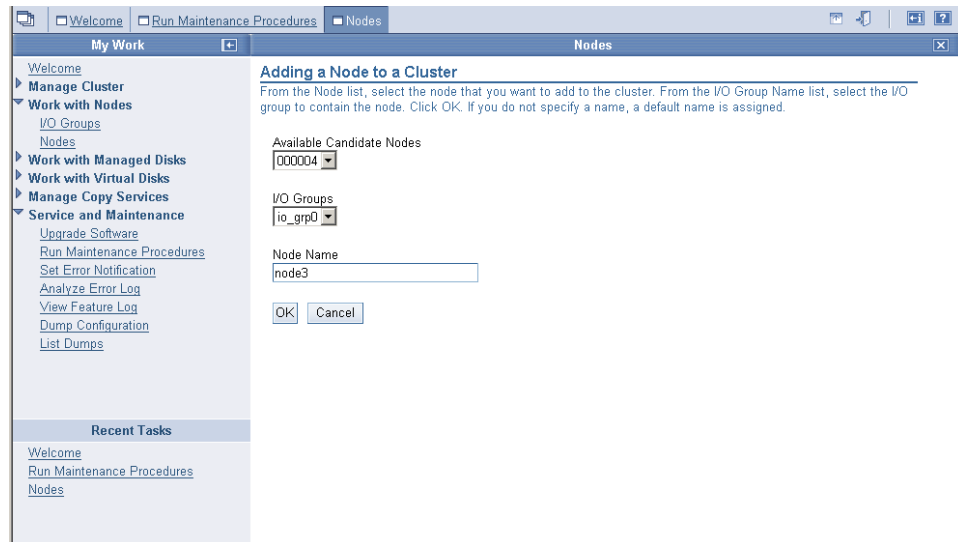 Welcome
Run Maintenance Procedures
Nodes
?
My Work
Nodes
Welcome
Manage Cluster
Work with Nodes
I/O Groups
Nodes
Work with Managed Disks
Work with Virtual Disks
Manage Copy Services
Service and Maintenance
Upgrade Software
Run Maintenance Procedures
Set Error Notification
Analyze Error Log
View Feature Log
Dump Configuration
List Dumps
Recent Tasks
Welcome
Run Maintenance Procedures
Nodes
Adding a Node to a Cluster
From the Node list, select the node that you want to add to the cluster. From the I/O Group Name list, select the I/O
group to contain the node. Click OK. If you do not specify a name, a default name is assigned.
Available Candidate Nodes
000004
I/O Groups
io_grp0
Node Name
node3
OK
Cancel